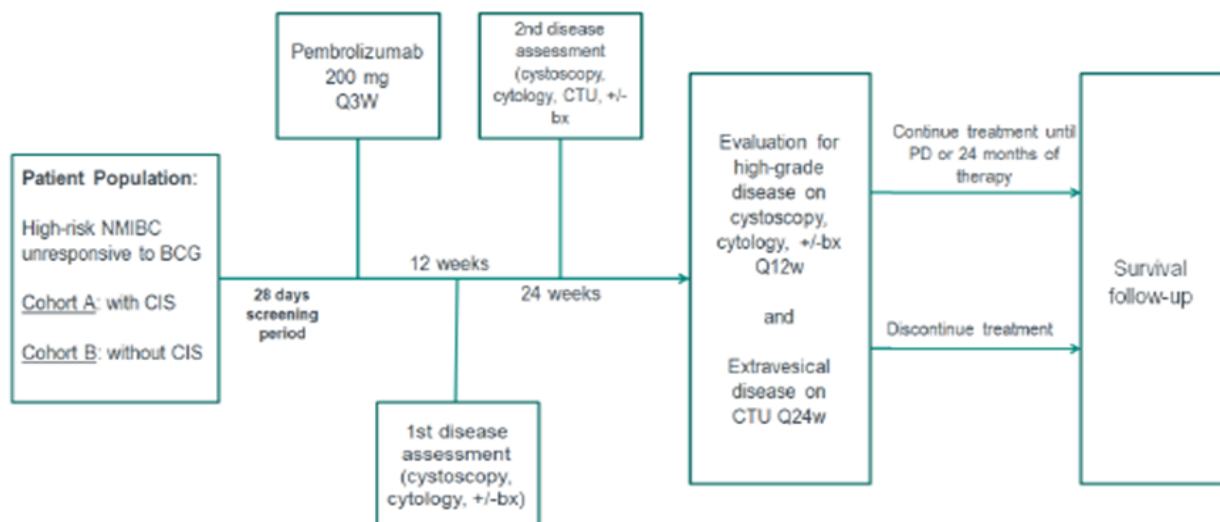 Patient Population:
High-risk NMIBC
unresponsive to BCG
Cohort A: with CIS
Cohort B: without CIS
28 days
screening
period
Pembrolizumab
200 mg
Q3W
12 weeks
1st disease
assessment
(cystoscopy,
cytology, +/-bx)
2nd disease
assessment
(cystoscopy,
cytology, CTU, +/-
bx
24 weeks
Evaluation for
high-grade
disease on
cystoscopy,
cytology, +/-bx
Q12w
and
Extravesical
disease on
CTU Q24w
Continue treatment until
PD or 24 months of
therapy
Discontinue treatment
Survival
follow-up